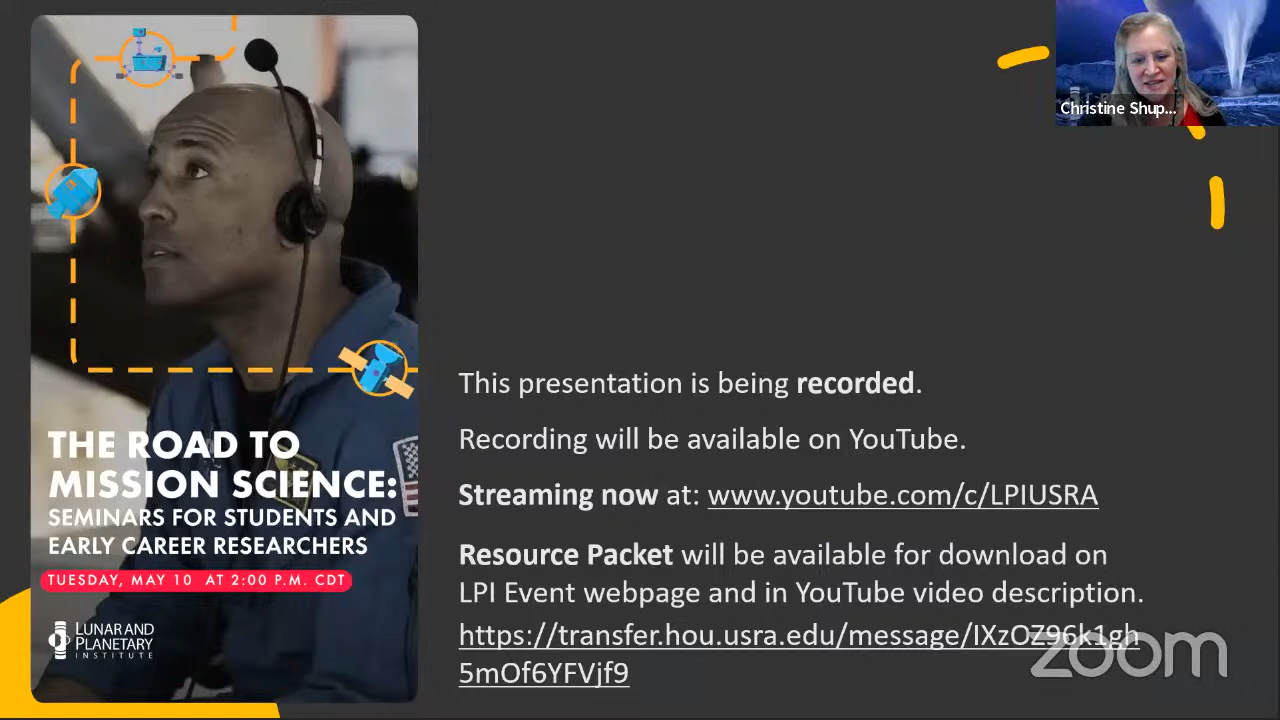 Christine Shup...
This presentation is being recorded.
Recording will be available on YouTube.
Streaming now at: www.youtube.com/c/LPIUSRA
Resource Packet will be available for download on
LPI Event webpage and in YouTube video description.
https://transfer.hou.usra.edu/message/IXzOZ96k1gh
5mOf6YFVjf9
zoom
THE ROAD TO
MISSION SCIENCE:
SEMINARS FOR STUDENTS AND
EARLY CAREER RESEARCHERS
TUESDAY, MAY 10 AT 2:00 P.M. CDT
LUNAR AND
PLANETARY
INSTITUTE